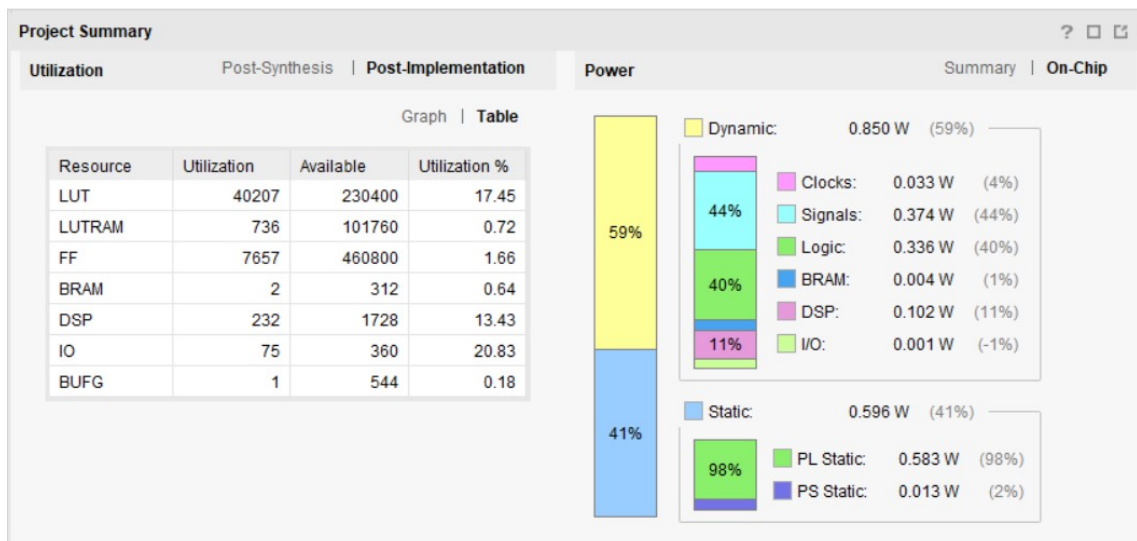 Project Summary
?
Utilization Post-Synthesis | Post-Implementation
Graph | Table
Resource Utilization Available Utilization %
LUT 40207 230400 17.45
LUTRAM 736 101760 0.72
FF 7657 460800 1.66
BRAM 2 312 0.64
DSP 232 1728 13.43
IO 75 360 20.83
BUFG 1 544 0.18
Power Summary | On-Chip
59%
41%
Dynamic: 0.850 W (59%)
44%
40%
11%
Clocks: 0.033 W (4%)
Signals: 0.374 W (44%)
Logic: 0.336 W (40%)
BRAM: 0.004 W (1%)
DSP: 0.102 W (11%)
I/O: 0.001 W (-1%)
Static: 0.596 W (41%)
98%
PL Static: 0.583 W (98%)
PS Static: 0.013 W (2%)